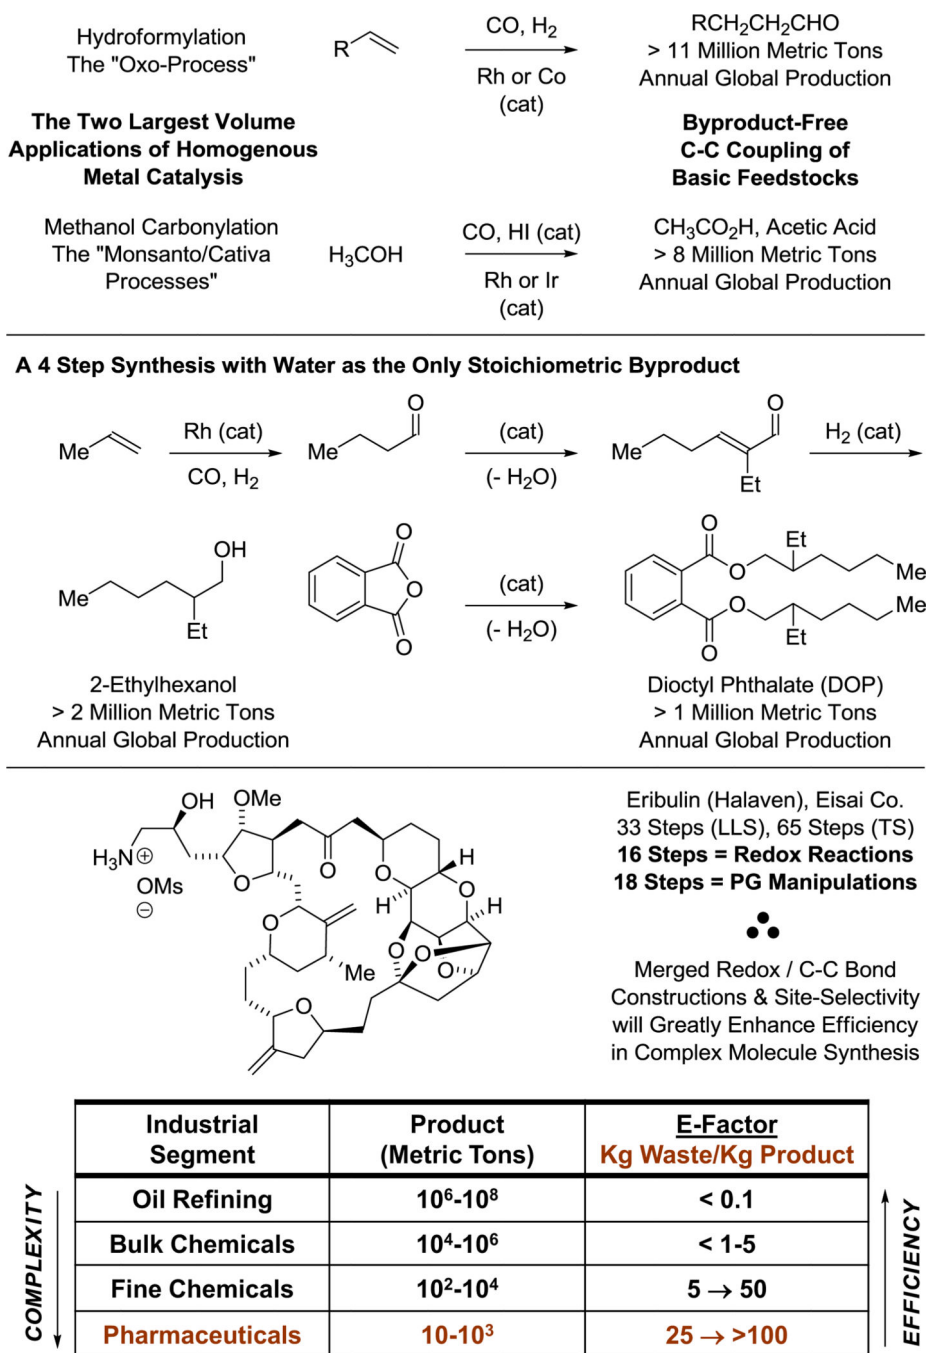 Hydroformylation
The "Oxo-Process"
R
CO, H₂
Rh or Co
(cat)
RCH₂CH₂CHO
> 11 Million Metric Tons
Annual Global Production
The Two Largest Volume
Applications of Homogenous
Metal Catalysis
Byproduct-Free
C-C Coupling of
Basic Feedstocks
Methanol Carbonylation
The "Monsanto/Cativa
Processes"
H₃COH
CO, HI (cat)
Rh or Ir
(cat)
CH₃CO₂H, Acetic Acid
> 8 Million Metric Tons
Annual Global Production
A 4 Step Synthesis with Water as the Only Stoichiometric Byproduct
Me
Rh (cat)
CO, H₂
O
Me
(cat)
(- H₂O)
O
Me
Et
H₂ (cat)
OH
Me
Et
O
O
O
(cat)
(- H₂O)
O
O
Et
Me
O
O
Et
Me
2-Ethylhexanol
> 2 Million Metric Tons
Annual Global Production
Dioctyl Phthalate (DOP)
> 1 Million Metric Tons
Annual Global Production
OH
OMe
H₃N⊕
OMs
⊖
O
O
O
Me
O
H
H
O
H
O
O
O
O
Eribulin (Halaven), Eisai Co.
33 Steps (LLS), 65 Steps (TS)
16 Steps = Redox Reactions
18 Steps = PG Manipulations
∴
Merged Redox / C-C Bond
Constructions & Site-Selectivity
will Greatly Enhance Efficiency
in Complex Molecule Synthesis
Industrial
Segment
Product
(Metric Tons)
E-Factor
Kg Waste/Kg Product
Oil Refining
10⁶-10⁸
< 0.1
Bulk Chemicals
10⁴-10⁶
< 1-5
Fine Chemicals
10²-10⁴
5 → 50
Pharmaceuticals
10-10³
25 → >100
COMPLEXITY
EFFICIENCY